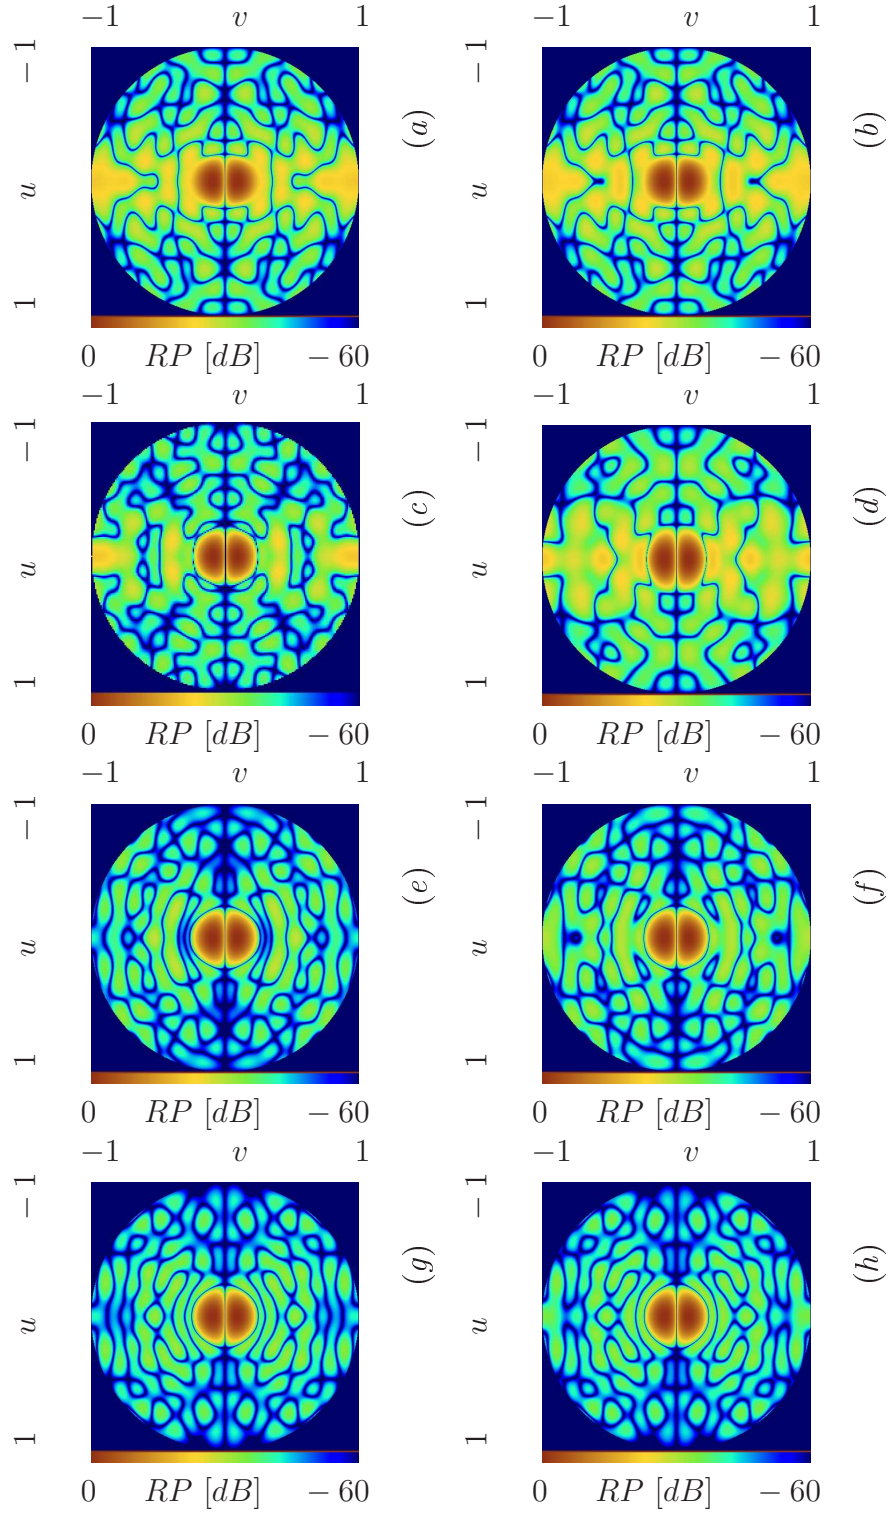 −1 v 1 −1 v 1
−1 u 1 (a) −1 u 1 (b)
0 RP [dB] − 60 0 RP [dB] − 60
−1 v 1 −1 v 1
−1 u 1 (c) −1 u 1 (d)
0 RP [dB] − 60 0 RP [dB] − 60
−1 v 1 −1 v 1
−1 u 1 (e) −1 u 1 (f)
0 RP [dB] − 60 0 RP [dB] − 60
−1 v 1 −1 v 1
−1 u 1 (g) −1 u 1 (h)
0 RP [dB] − 60 0 RP [dB] − 60